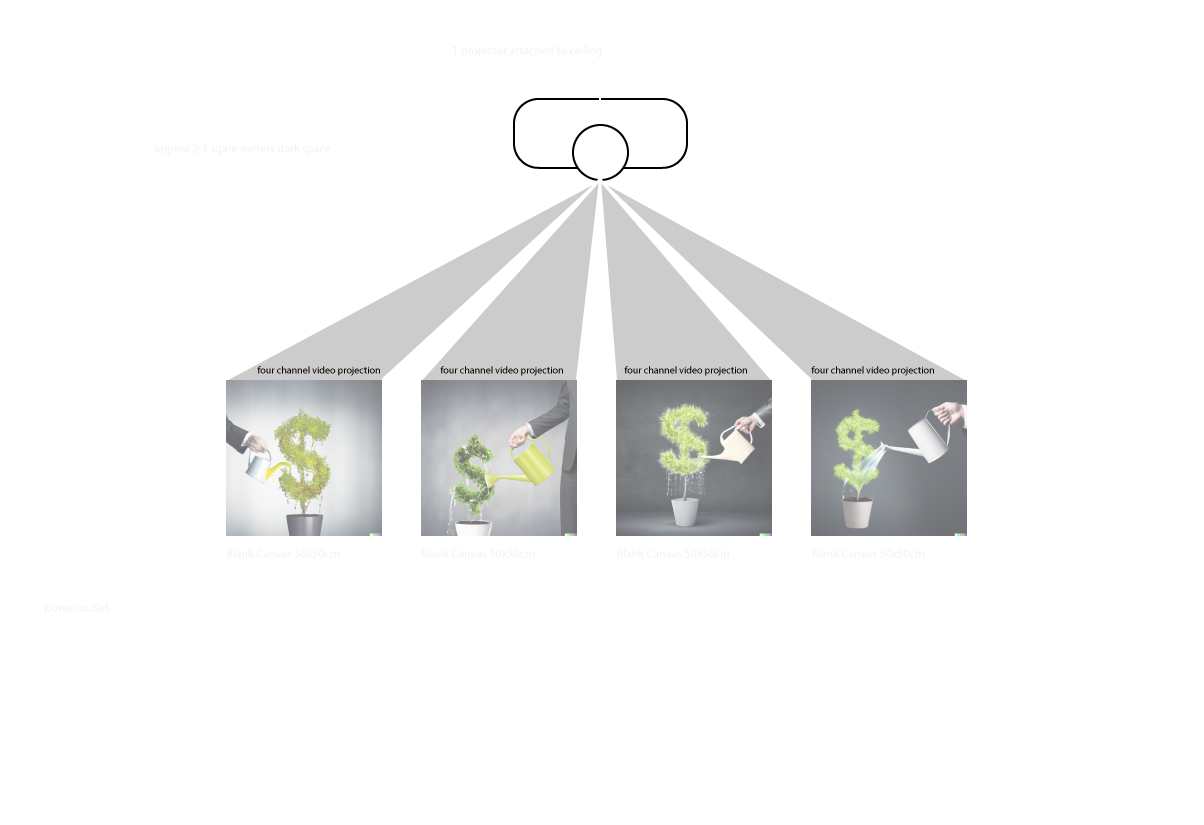 1 projector attached to ceiling
approx 2-3 sqare meters dark space
four channel video projection
four channel video projection
four channel video projection
four channel video projection
Blank Canvas 50x50cm
Blank Canvas 50x50cm
Blank Canvas 50x50cm
Blank Canvas 50x50cm
power outlet